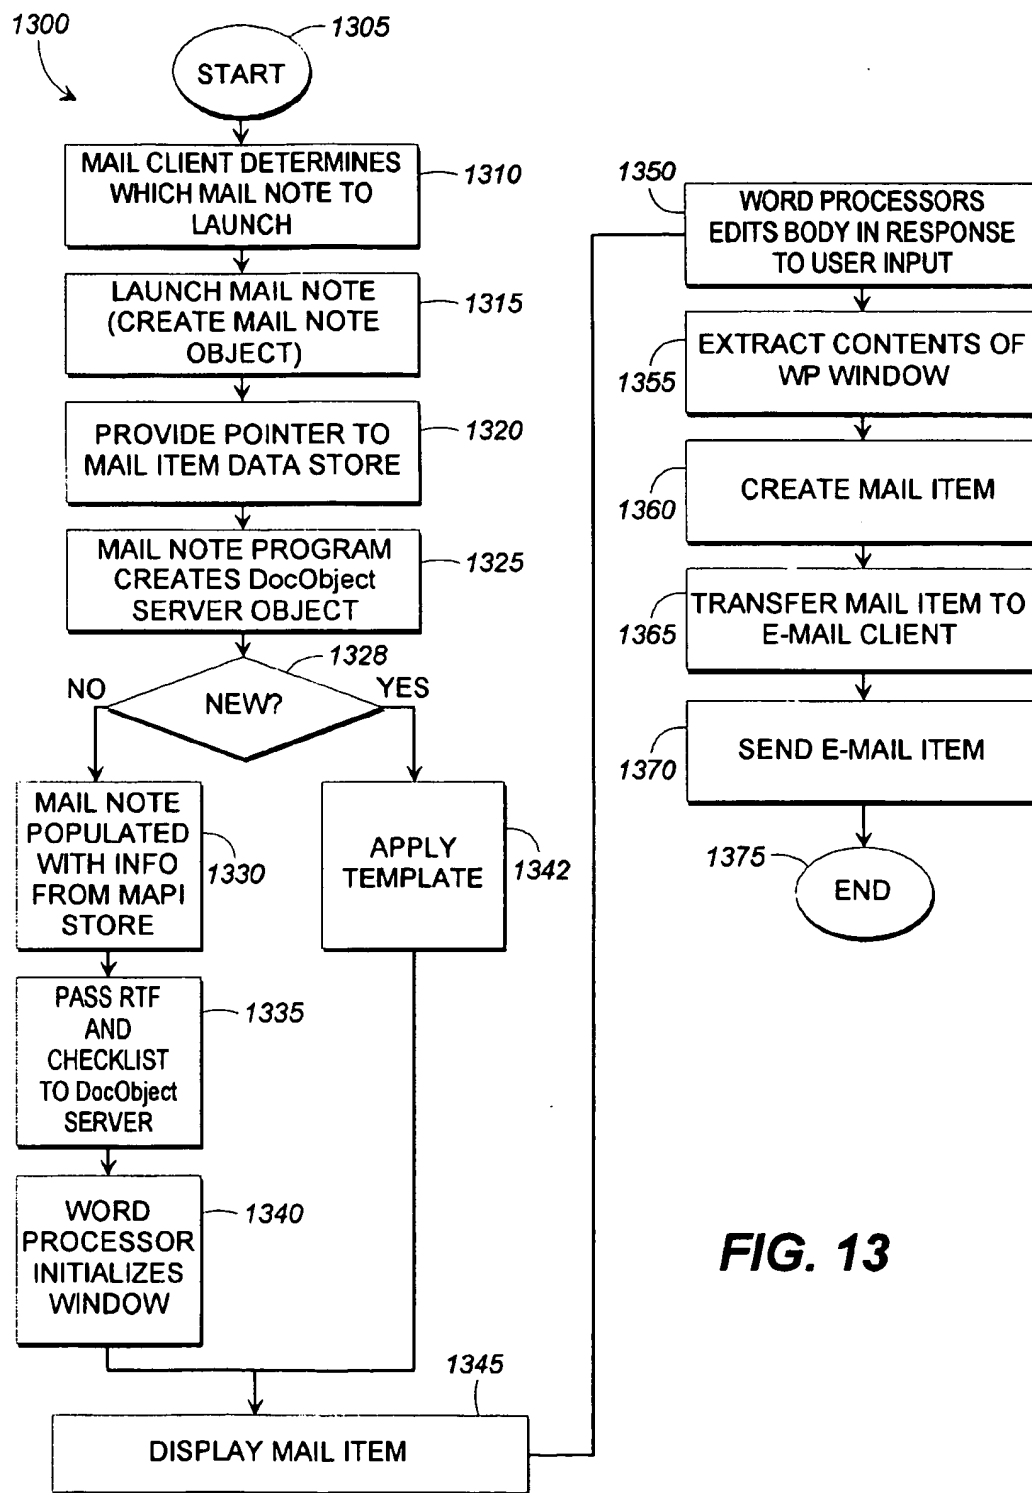 1300
1305
START
MAIL CLIENT DETERMINES
WHICH MAIL NOTE TO
LAUNCH
1310
LAUNCH MAIL NOTE
(CREATE MAIL NOTE
OBJECT)
1315
PROVIDE POINTER TO
MAIL ITEM DATA STORE
1320
MAIL NOTE PROGRAM
CREATES DocObject
SERVER OBJECT
1325
1328
NO
NEW?
YES
MAIL NOTE
POPULATED
WITH INFO
FROM MAPI
STORE
1330
APPLY
TEMPLATE
1342
PASS RTF
AND
CHECKLIST
TO DocObject
SERVER
1335
WORD
PROCESSOR
INITIALIZES
WINDOW
1340
1345
DISPLAY MAIL ITEM
1350
WORD PROCESSORS
EDITS BODY IN RESPONSE
TO USER INPUT
EXTRACT CONTENTS OF
WP WINDOW
1355
CREATE MAIL ITEM
1360
TRANSFER MAIL ITEM TO
E-MAIL CLIENT
1365
SEND E-MAIL ITEM
1370
1375
END
FIG. 13